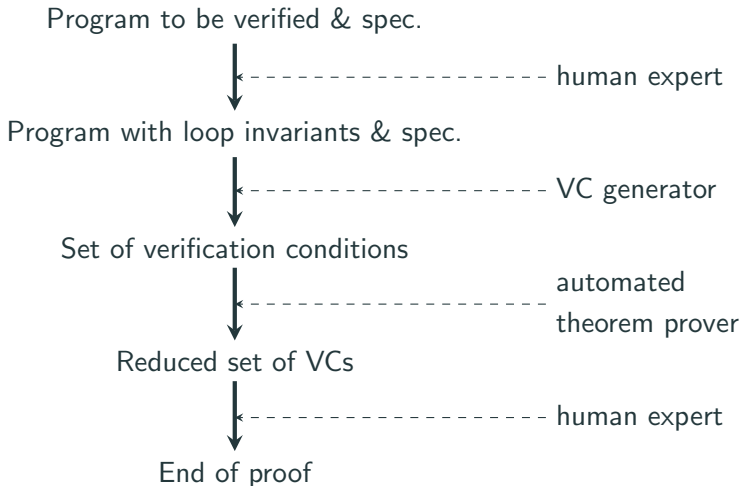 Program to be verified & spec.
human expert
Program with loop invariants & spec.
VC generator
Set of verification conditions
automated
theorem prover
Reduced set of VCs
human expert
End of proof